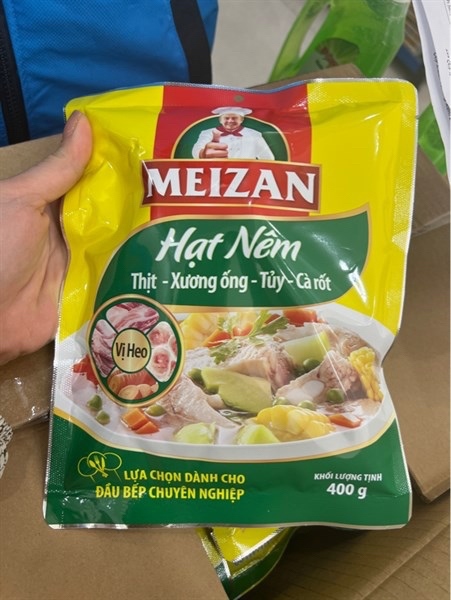 MEIZAN
Hạt Nêm
Thịt - Xương ống - Tủy - Cà rốt
Vị Heo
LỰA CHỌN DÀNH CHO
ĐẦU BẾP CHUYÊN NGHIỆP
KHỐI LƯỢNG TỊNH
400 g